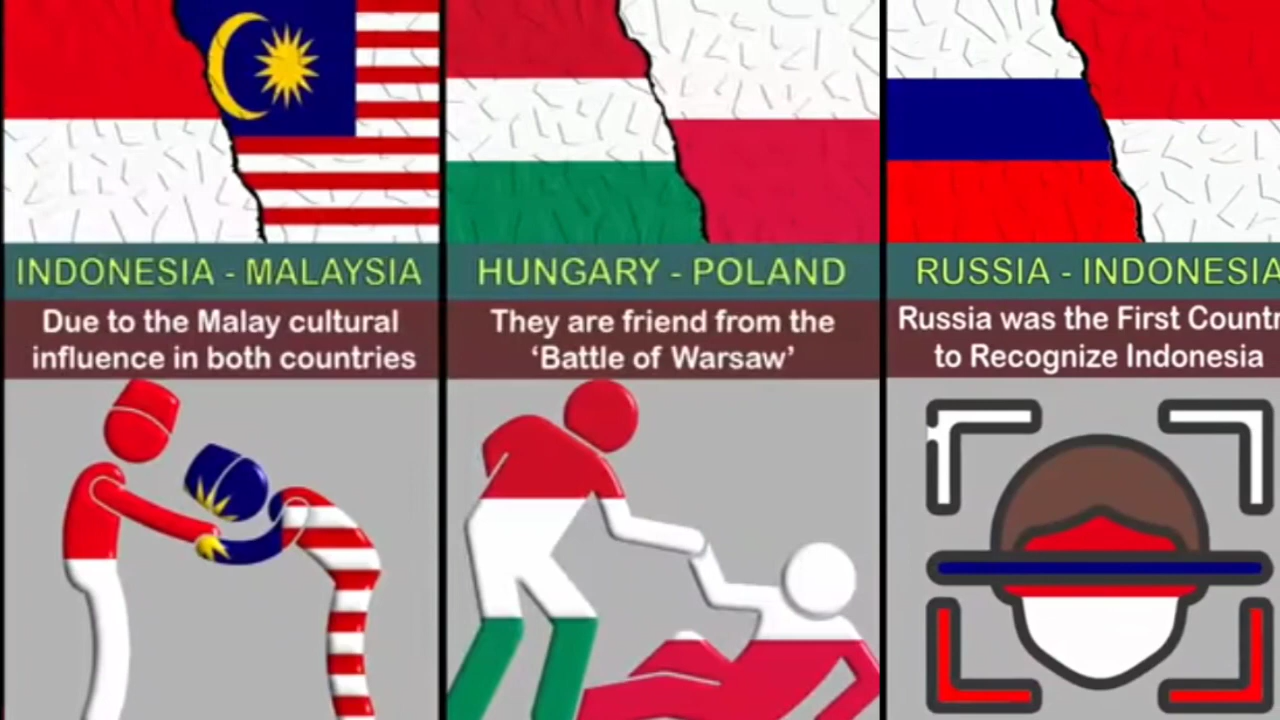 INDONESIA - MALAYSIA
Due to the Malay cultural
influence in both countries
HUNGARY - POLAND
They are friend from the
‘Battle of Warsaw’
RUSSIA - INDONESIA
Russia was the First Countr
to Recognize Indonesia